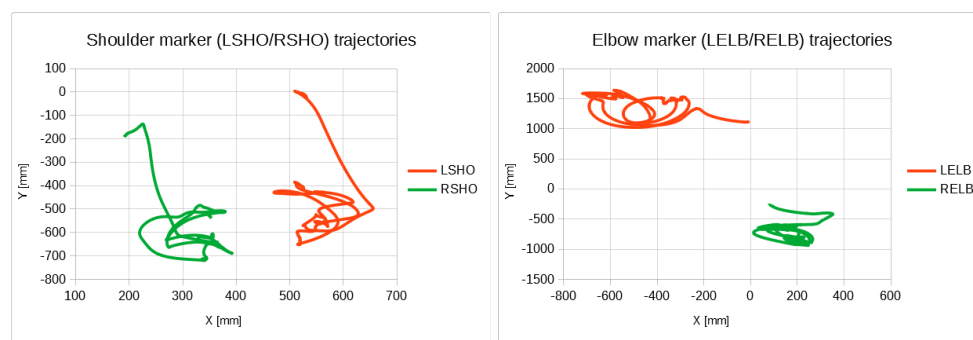 Shoulder marker (LSHO/RSHO) trajectories
100
0
-100
-200
-300
-400
-500
-600
-700
-800
Y [mm]
100 200 300 400 500 600 700
X [mm]
LSHO
RSHO
Elbow marker (LELB/RELB) trajectories
2000
1500
1000
500
0
-500
-1000
-1500
Y [mm]
-800 -600 -400 -200 0 200 400 600
X [mm]
LELB
RELB